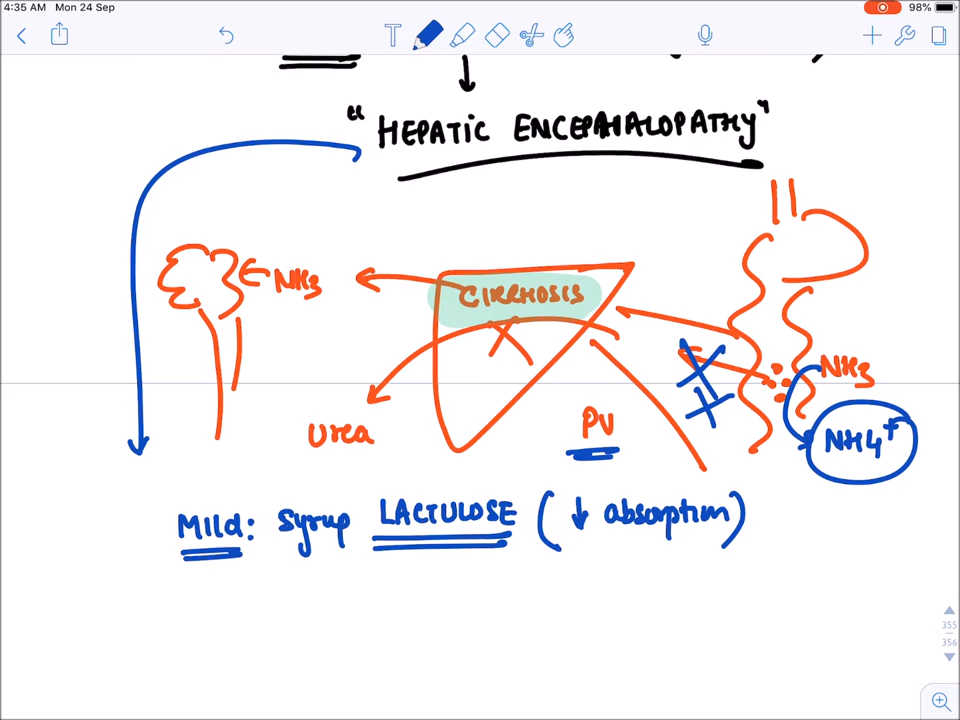 4:35 AM Mon 24 Sep 98%
T
" HEPATIC ENCEPHALOPATHY"
CIRRHOSIS
NH3
NH3
Urea
PV
NH4+
Mild: Syrup LACTULOSE (↓ absorption)
355
356